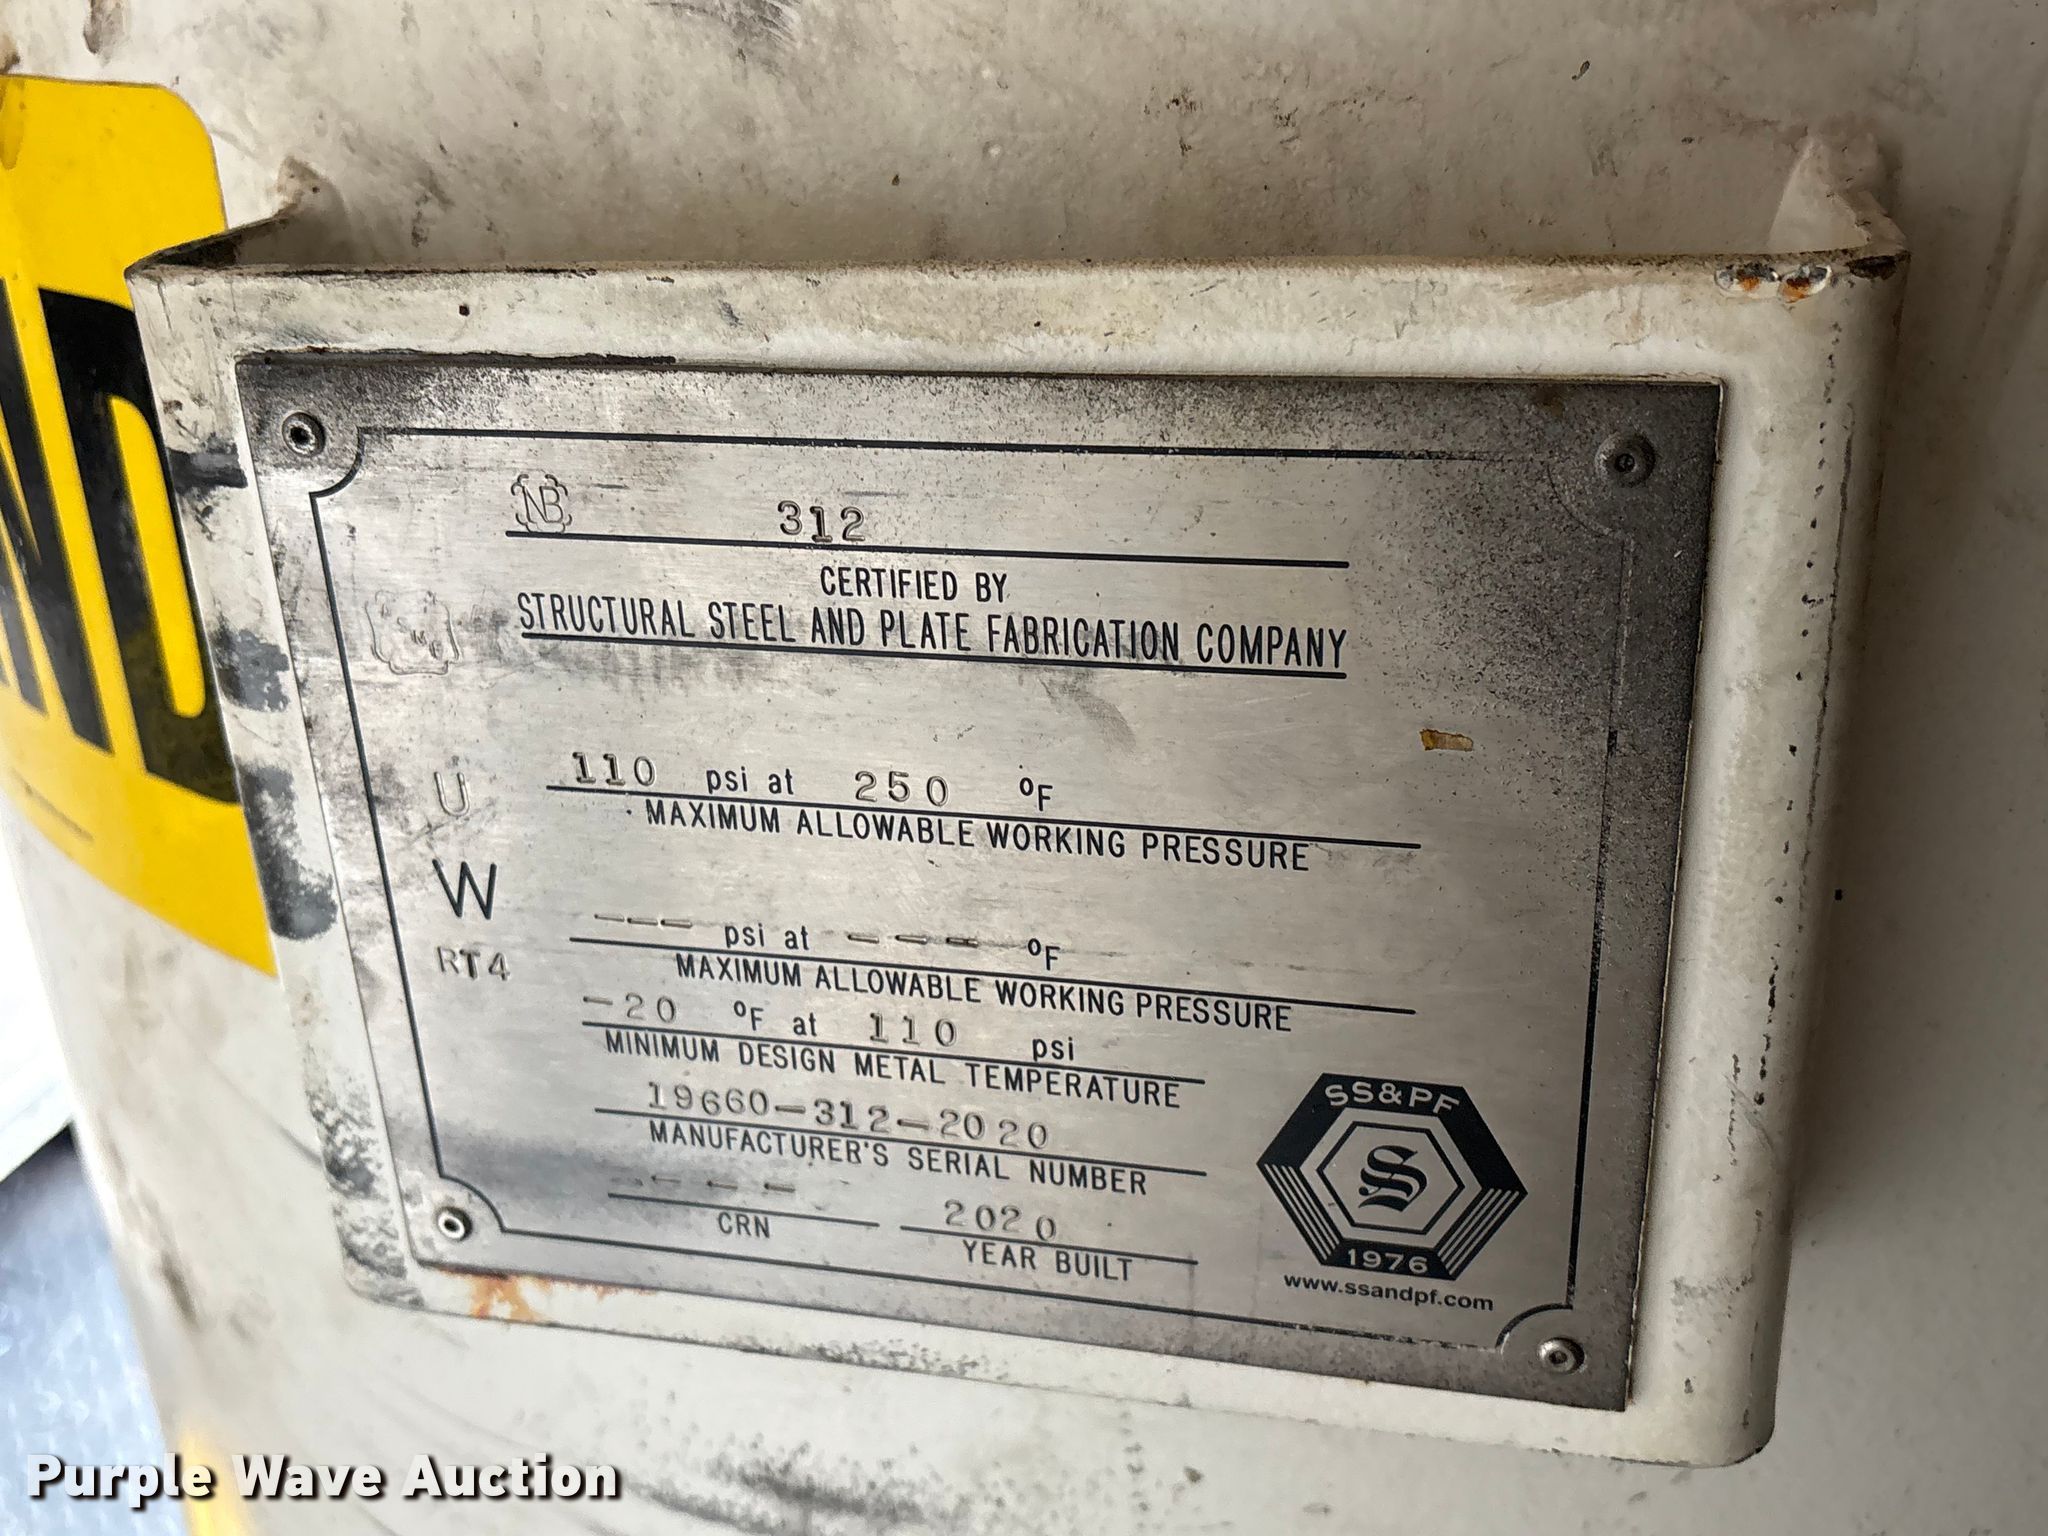 ND
NB 312
CERTIFIED BY
STRUCTURAL STEEL AND PLATE FABRICATION COMPANY
U 110 psi at 250 °F
MAXIMUM ALLOWABLE WORKING PRESSURE
W
--- psi at --- °F
RT4
MAXIMUM ALLOWABLE WORKING PRESSURE
-20 °F at 110 psi
MINIMUM DESIGN METAL TEMPERATURE
19660-312-2020
MANUFACTURER'S SERIAL NUMBER
---- 2020
CRN YEAR BUILT
SS&PF
S
1976
www.ssandpf.com
Purple Wave Auction